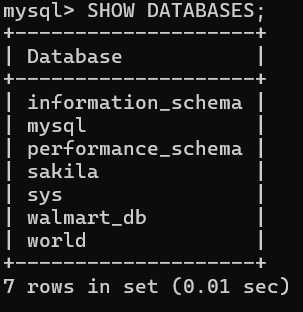 mysql> SHOW DATABASES;
+--------------------+
| Database           |
+--------------------+
| information_schema |
| mysql              |
| performance_schema |
| sakila             |
| sys                |
| walmart_db         |
| world              |
+--------------------+
7 rows in set (0.01 sec)